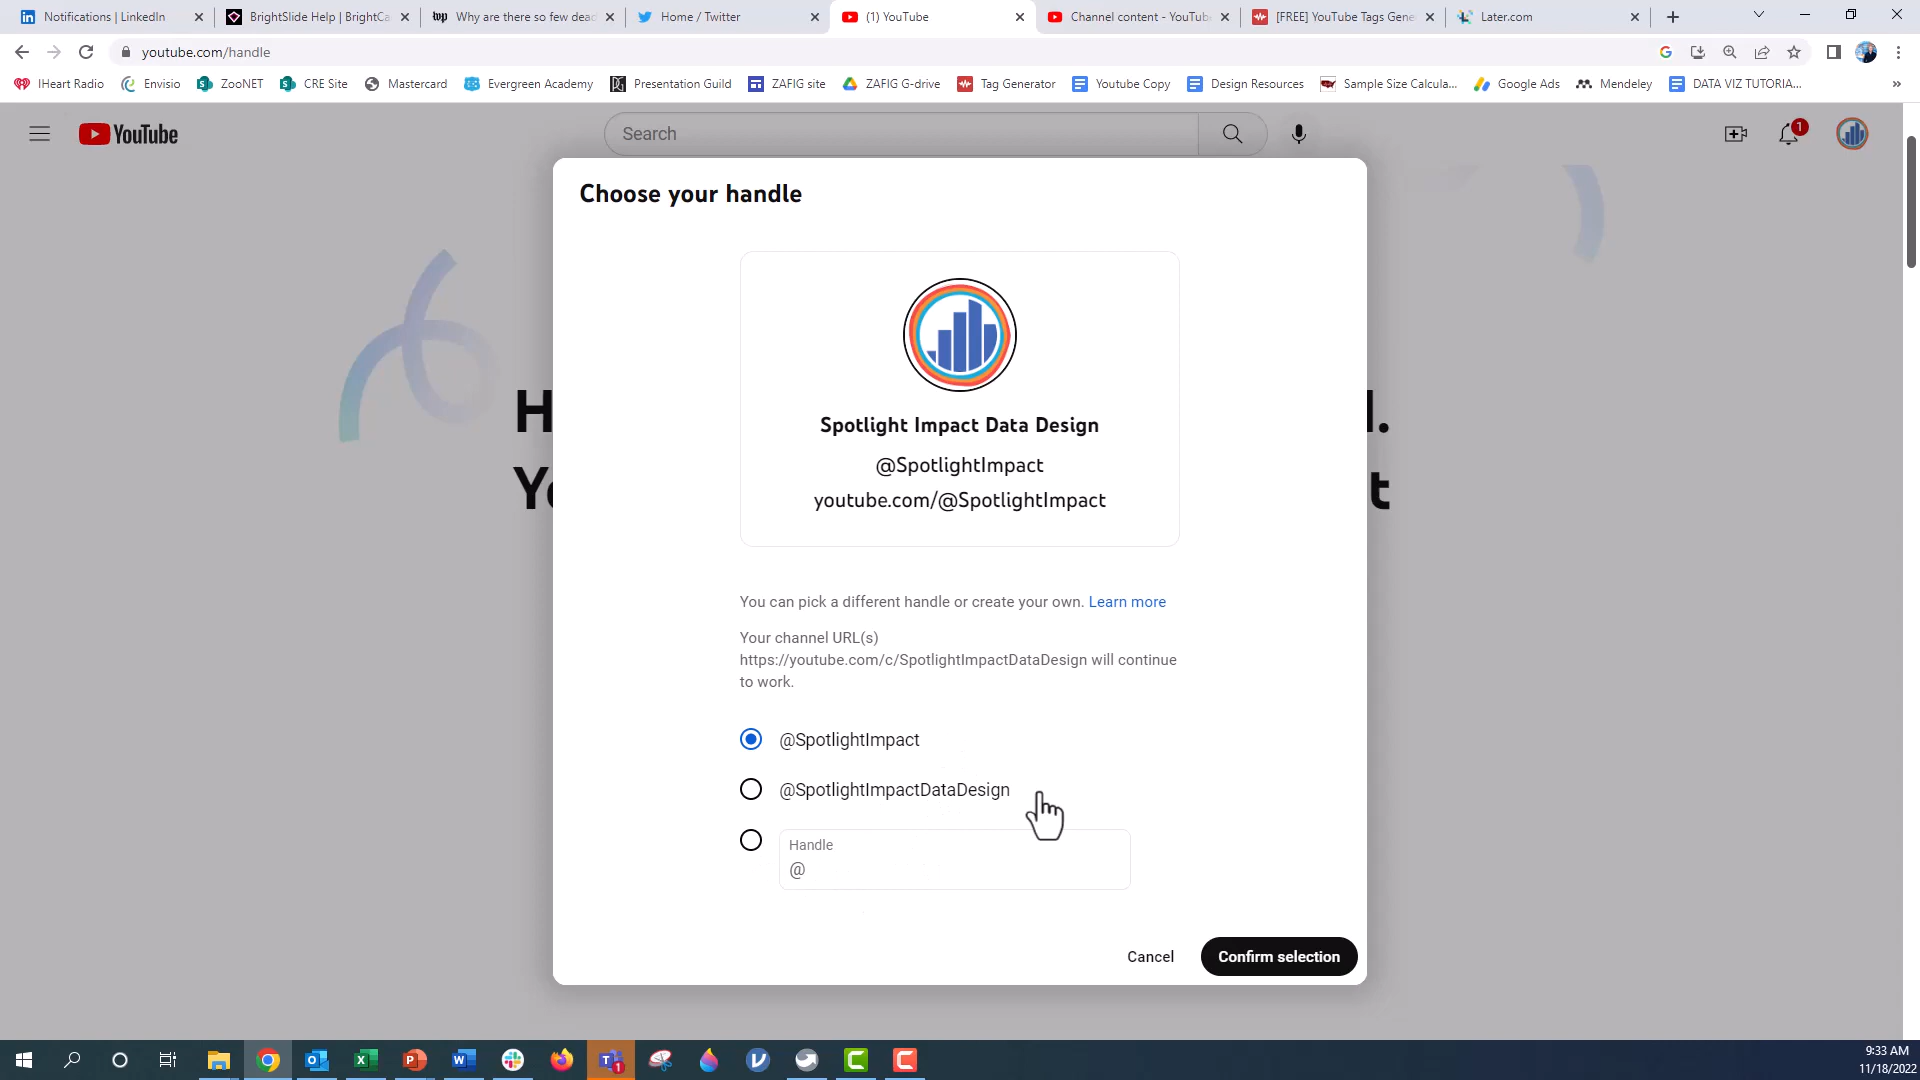 Notifications | LinkedIn
BrightSlide Help | BrightCa
wp Why are there so few dead
Home / Twitter
(1) YouTube
Channel content - YouTub
[FREE] YouTube Tags Gene
Later.com
youtube.com/handle
IHeart Radio
Envisio
ZooNET
CRE Site
Mastercard
Evergreen Academy
Presentation Guild
ZAFIG site
ZAFIG G-drive
Tag Generator
Youtube Copy
Design Resources
Sample Size Calcula...
Google Ads
Mendeley
DATA VIZ TUTORIA...
»
YouTube
Search
1
Choose your handle
Spotlight Impact Data Design
@SpotlightImpact
youtube.com/@SpotlightImpact
You can pick a different handle or create your own. Learn more
Your channel URL(s)
https://youtube.com/c/SpotlightImpactDataDesign will continue
to work.
@SpotlightImpact
@SpotlightImpactDataDesign
Handle
@
Cancel
Confirm selection
9:33 AM
11/18/2022